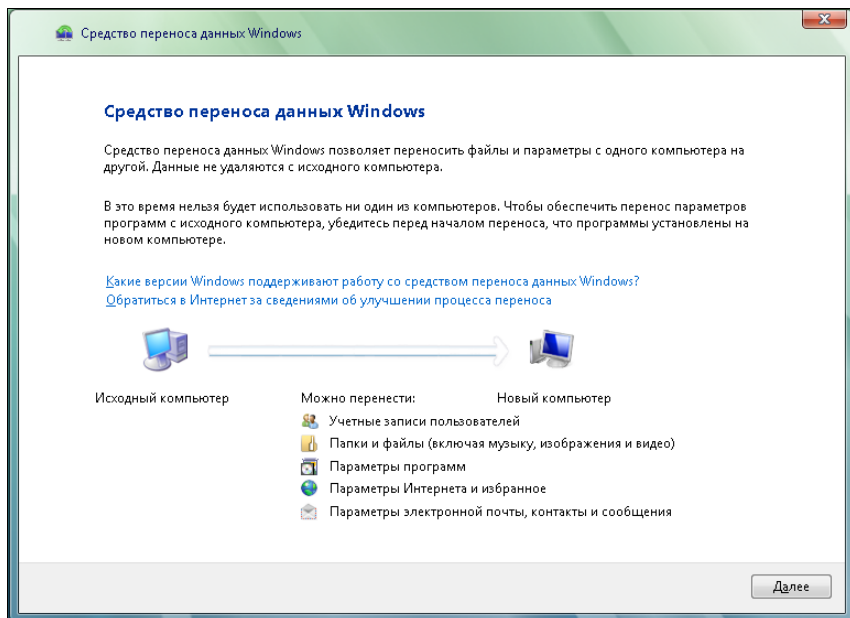 Средство переноса данных Windows
Средство переноса данных Windows
Средство переноса данных Windows позволяет переносить файлы и параметры с одного компьютера на
другой. Данные не удаляются с исходного компьютера.
В это время нельзя будет использовать ни один из компьютеров. Чтобы обеспечить перенос параметров
программ с исходного компьютера, убедитесь перед началом переноса, что программы установлены на
новом компьютере.
Какие версии Windows поддерживают работу со средством переноса данных Windows?
Обратиться в Интернет за сведениями об улучшении процесса переноса
Исходный компьютер Можно перенести: Новый компьютер
Учетные записи пользователей
Папки и файлы (включая музыку, изображения и видео)
Параметры программ
Параметры Интернета и избранное
Параметры электронной почты, контакты и сообщения
Далее